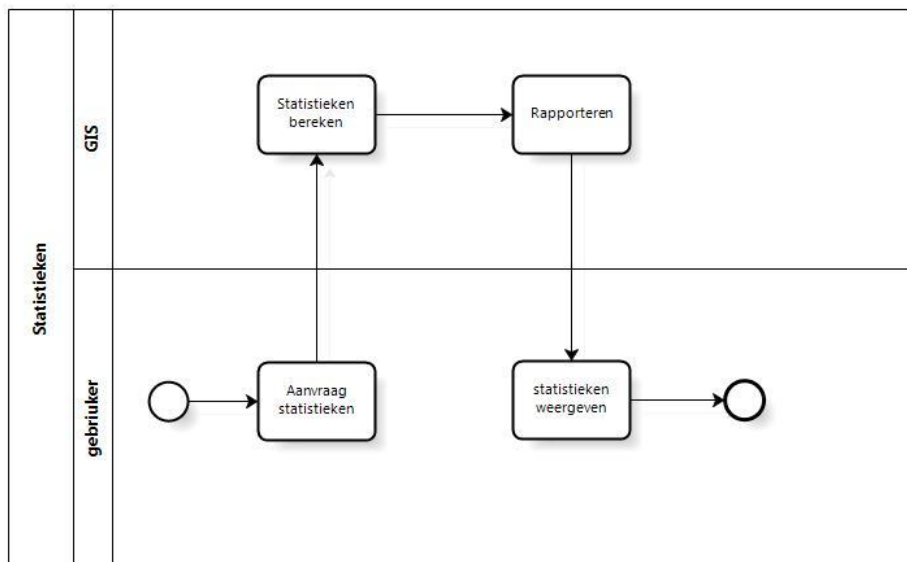 Statistieken
GIS
Statistieken
bereken
Rapporteren
gebriuker
Aanvraag
statistieken
statistieken
weergeven